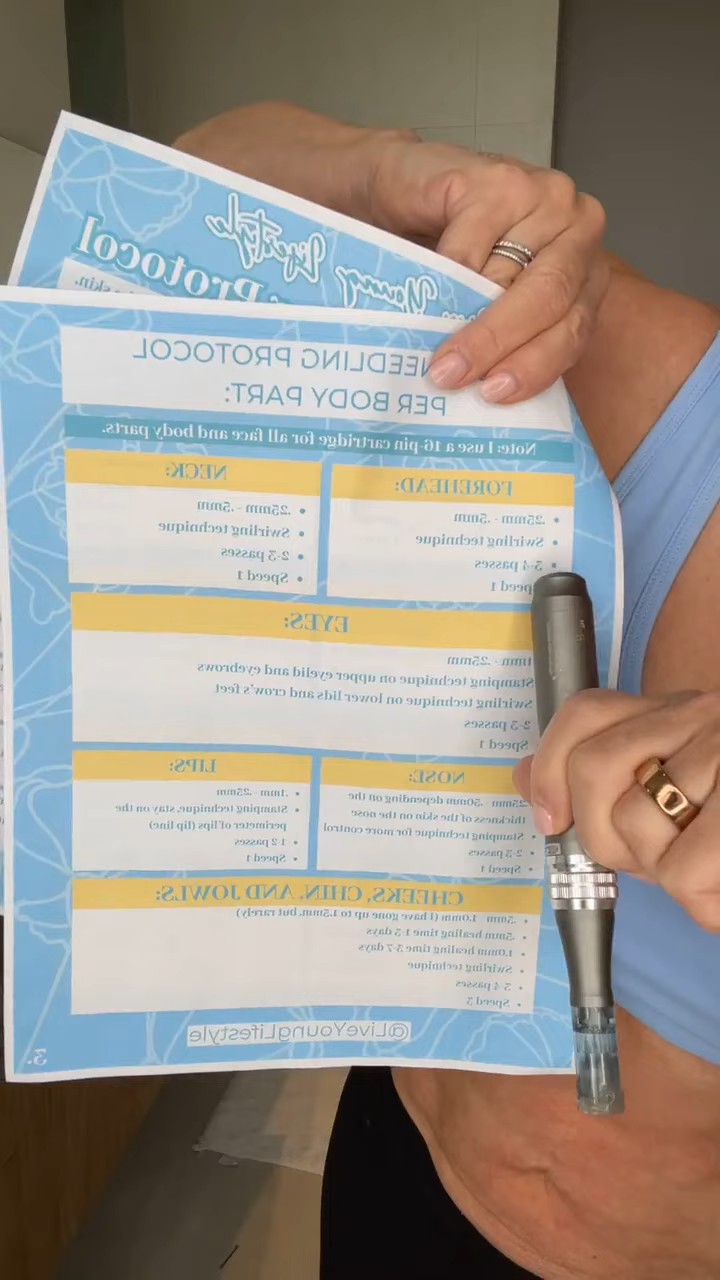 Young Lifestyle
Protocol
skin.
NEEDLING PROTOCOL
PER BODY PART:
Note: I use a 16-pin cartridge for all face and body parts.
FOREHEAD:
• .25mm - .5mm
Swirling technique
• 3-4 passes
Speed 1
NECK:
• .25mm - .5mm
• Swirling technique
• 2-3 passes
• Speed 1
EYES:
.1mm - .25mm
Stamping technique on upper eyelid and eyebrows
Swirling technique on lower lids and crow's feet
2-3 passes
Speed 1
NOSE:
.25mm - .50mm depending on the
thickness of the skin on the nose
• Stamping technique for more control
• 2-3 passes
• Speed 1
LIPS:
• .1mm - .25mm
• Stamping technique, stay on the
perimeter of lips (lip line)
• 1-2 passes
• Speed 1
CHEEKS, CHIN, AND JOWLS:
• .5mm - 1.0mm (I have gone up to 1.5mm, but rarely)
• .5mm healing time 1-3 days
• 1.0mm healing time 3-7 days
• Swirling technique
• 3-4 passes
• Speed 3
@LiveYoungLifestyle
3.